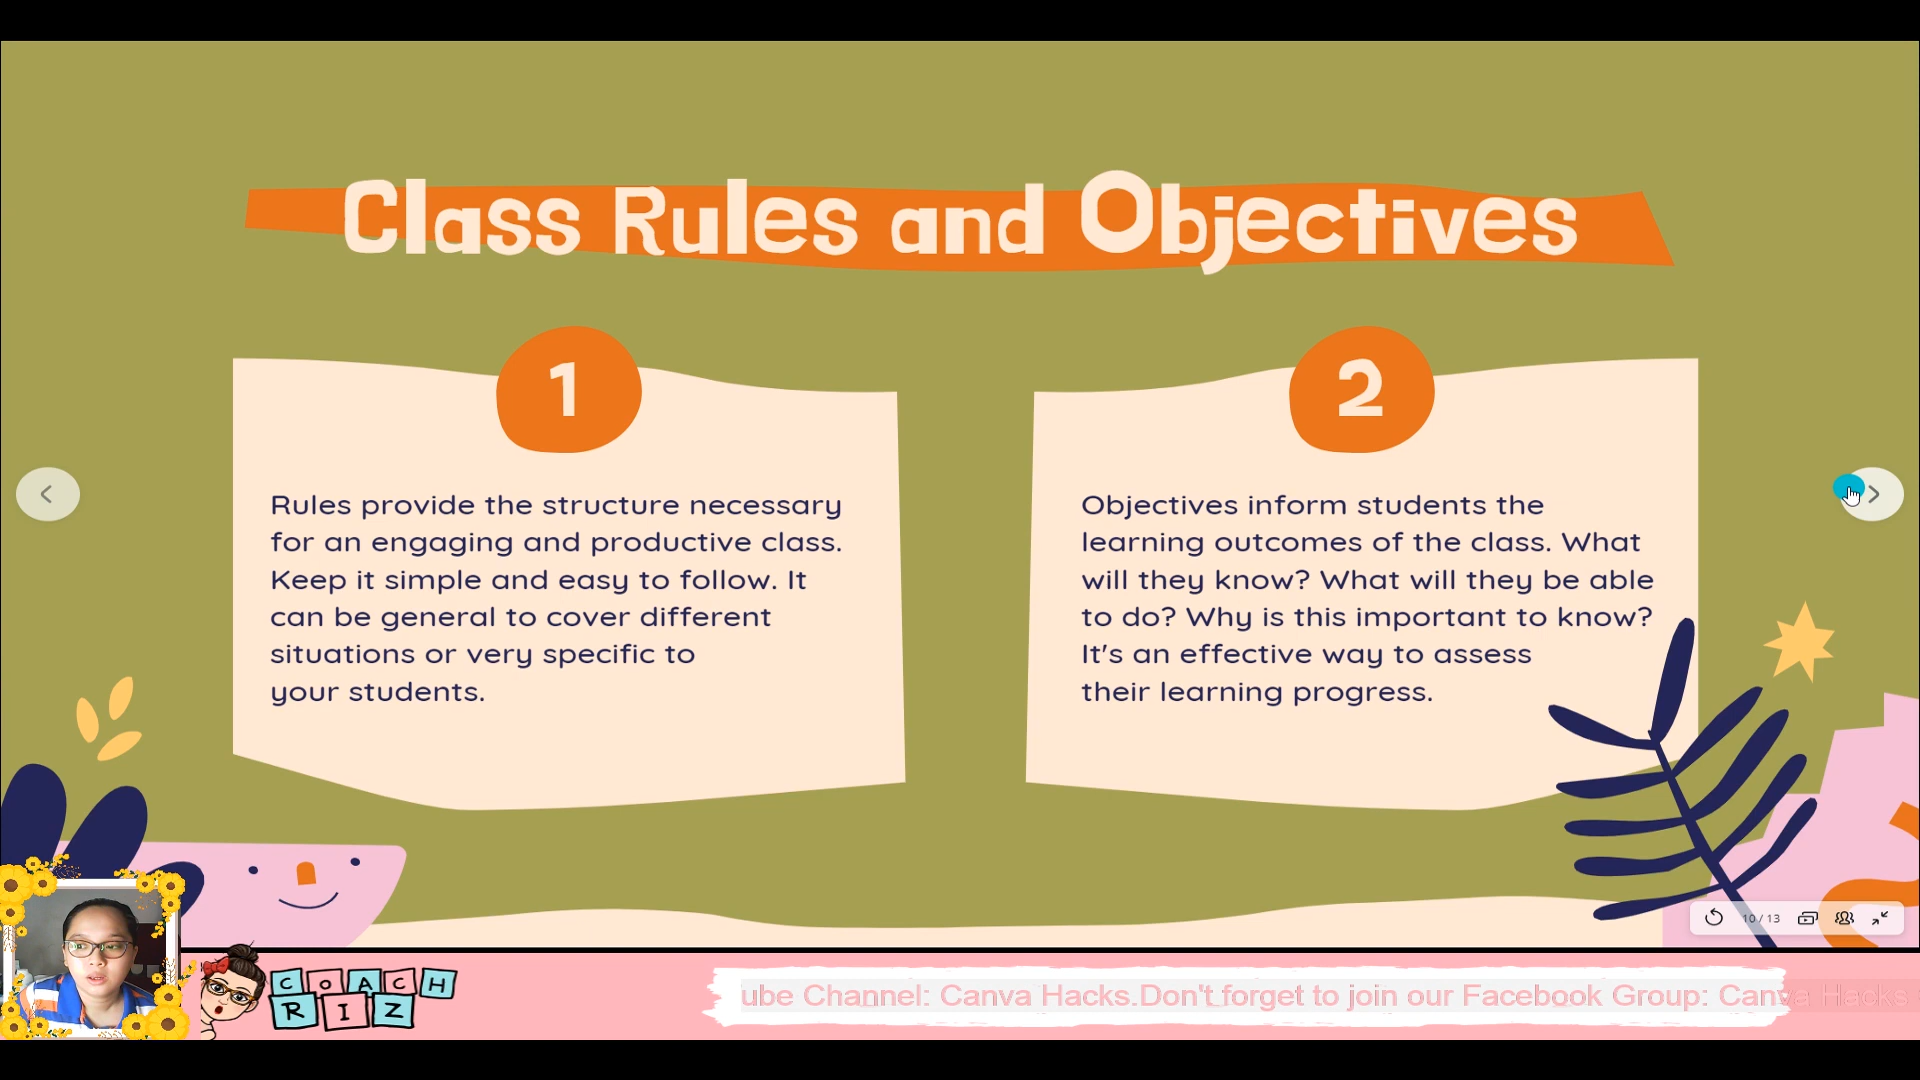 Class Rules and Objectives
1
Rules provide the structure necessary
for an engaging and productive class.
Keep it simple and easy to follow. It
can be general to cover different
situations or very specific to
your students.
2
Objectives inform students the
learning outcomes of the class. What
will they know? What will they be able
to do? Why is this important to know?
It's an effective way to assess
their learning progress.
10 / 13
COACH
RIZ
ube Channel: Canva Hacks.Don't forget to join our Facebook Group: Canva Hacks